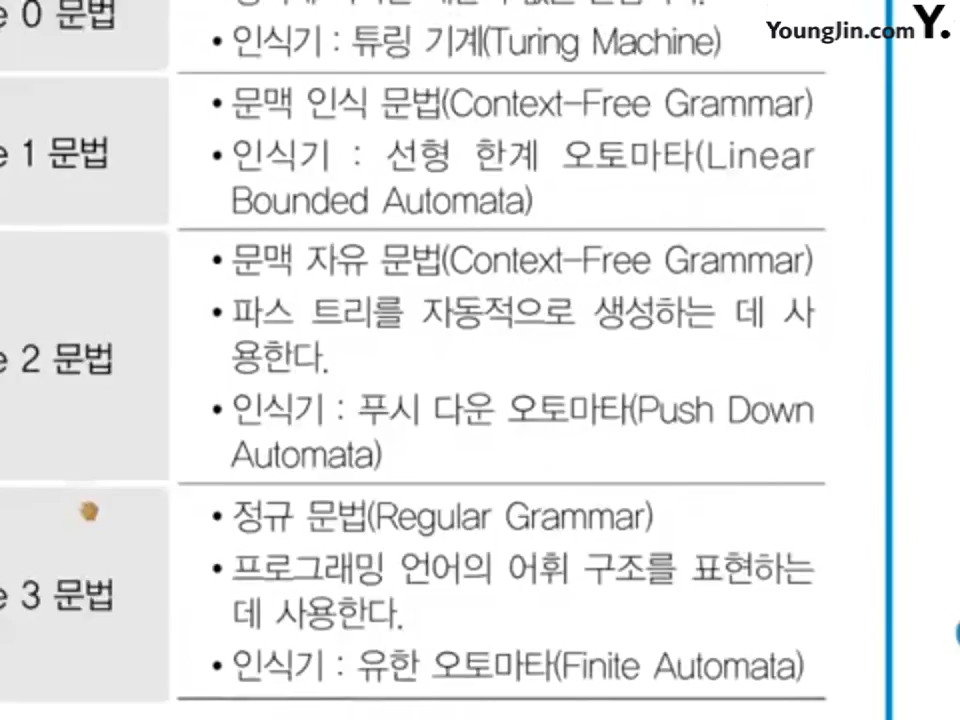 YoungJin.com Y.
e 0 문법
• 인식기 : 튜링 기계(Turing Machine)
e 1 문법
• 문맥 인식 문법(Context-Free Grammar)
• 인식기 : 선형 한계 오토마타(Linear
Bounded Automata)
e 2 문법
• 문맥 자유 문법(Context-Free Grammar)
• 파스 트리를 자동적으로 생성하는 데 사
용한다.
• 인식기 : 푸시 다운 오토마타(Push Down
Automata)
e 3 문법
• 정규 문법(Regular Grammar)
• 프로그래밍 언어의 어휘 구조를 표현하는
데 사용한다.
• 인식기 : 유한 오토마타(Finite Automata)